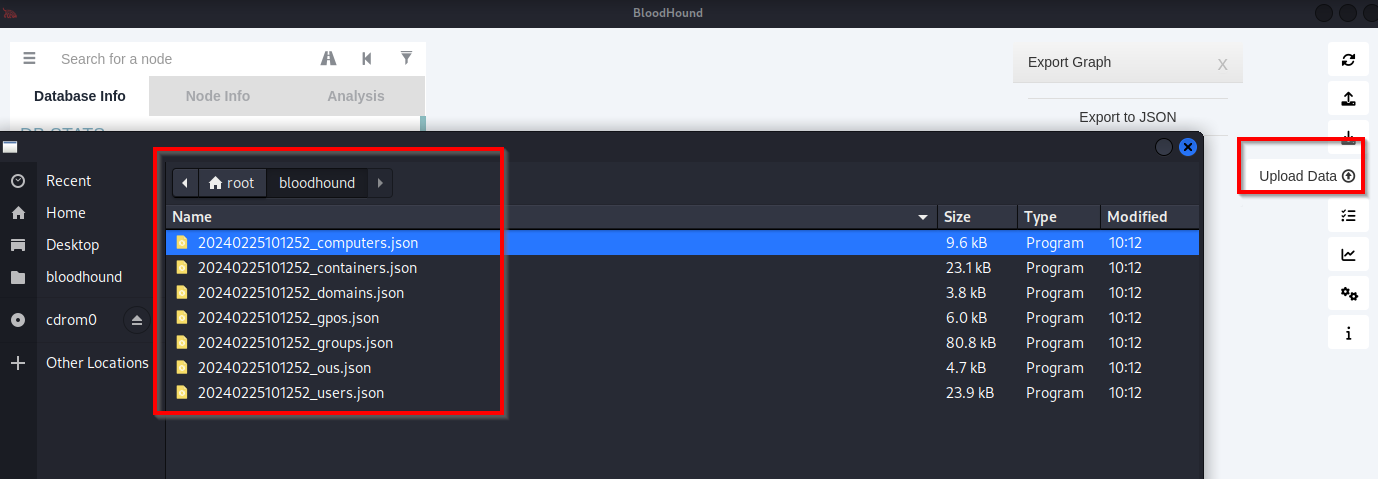 BloodHound
Search for a node
Database Info Node Info Analysis
DB STATS
Export Graph X
Export to JSON
Upload Data
root bloodhound
Recent
Home
Desktop
bloodhound
cdrom0
Other Locations
Name Size Type Modified
20240225101252_computers.json 9.6 kB Program 10:12
20240225101252_containers.json 23.1 kB Program 10:12
20240225101252_domains.json 3.8 kB Program 10:12
20240225101252_gpos.json 6.0 kB Program 10:12
20240225101252_groups.json 80.8 kB Program 10:12
20240225101252_ous.json 4.7 kB Program 10:12
20240225101252_users.json 23.9 kB Program 10:12